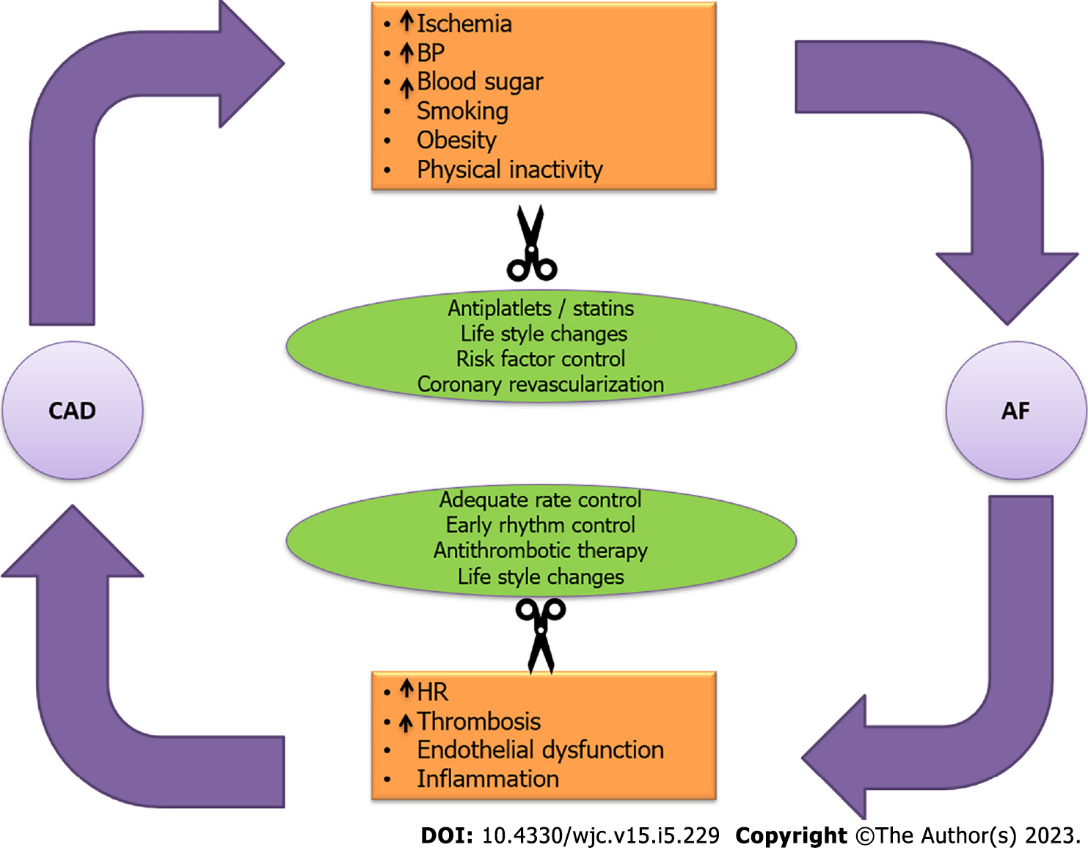 • ↑ Ischemia
• ↑ BP
• ↑ Blood sugar
• Smoking
• Obesity
• Physical inactivity
Antiplatlets / statins
Life style changes
Risk factor control
Coronary revascularization
CAD
AF
Adequate rate control
Early rhythm control
Antithrombotic therapy
Life style changes
• ↑ HR
• ↑ Thrombosis
• Endothelial dysfunction
• Inflammation
DOI: 10.4330/wjc.v15.i5.229 Copyright ©The Author(s) 2023.